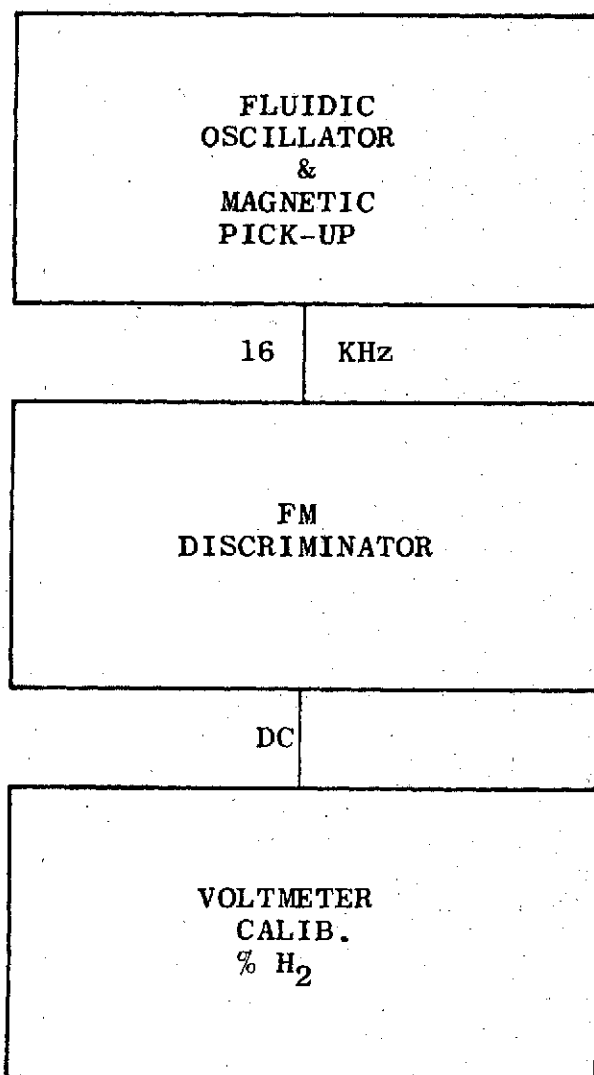 FLUIDIC
OSCILLATOR
&
MAGNETIC
PICK-UP
16 KHz
FM
DISCRIMINATOR
DC
VOLTMETER
CALIB.
% H₂